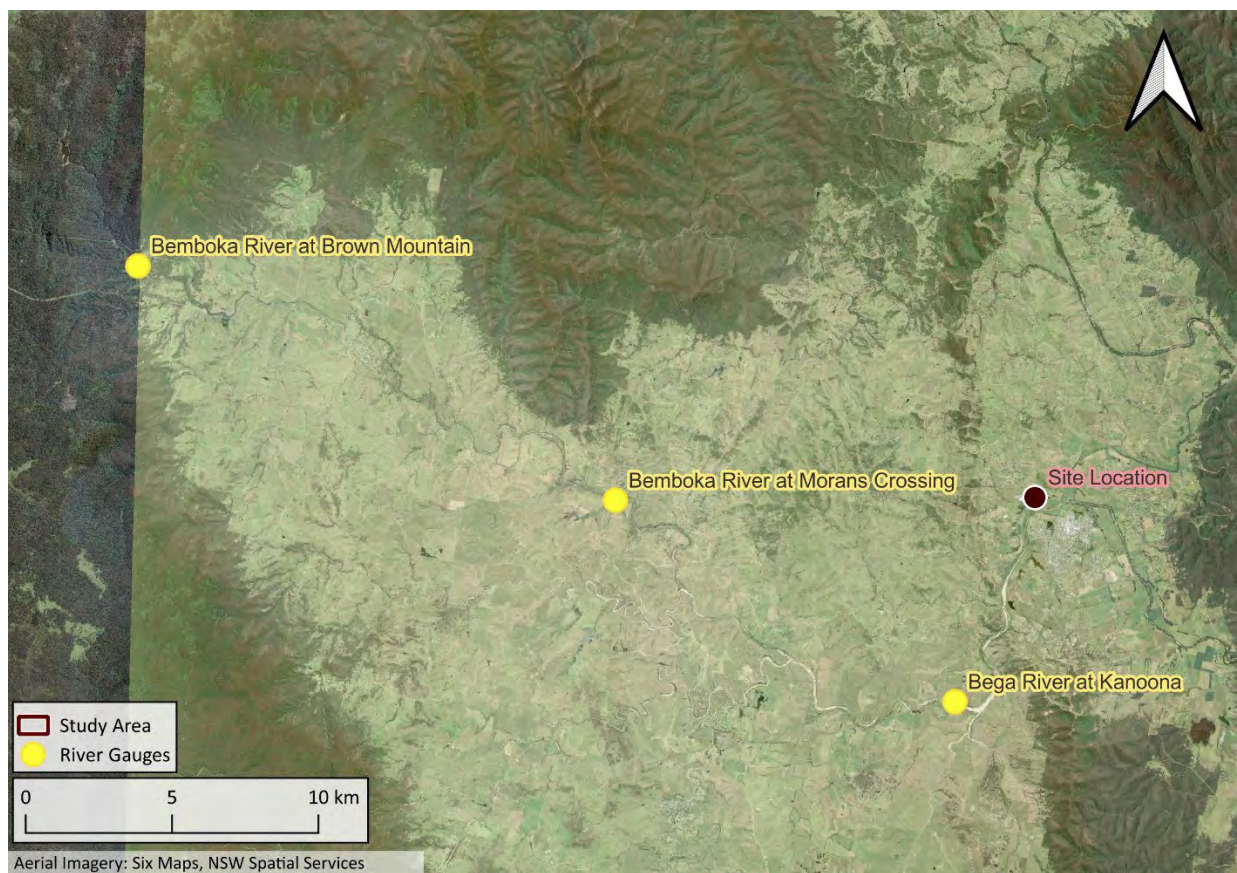 Bemboka River at Brown Mountain
Bemboka River at Morans Crossing
Site Location
Bega River at Kanoona
Study Area
River Gauges
0 5 10 km
Aerial Imagery: Six Maps, NSW Spatial Services